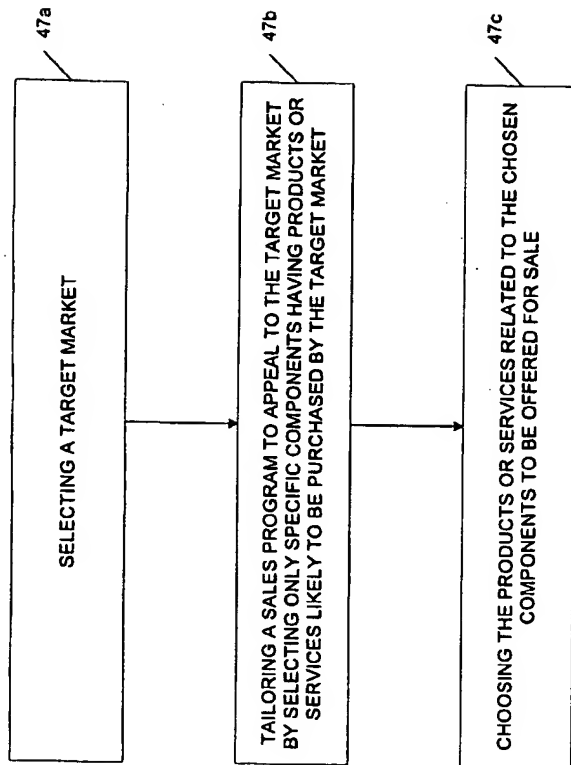 47a
SELECTING A TARGET MARKET
47b
TAILORING A SALES PROGRAM TO APPEAL TO THE TARGET MARKET
BY SELECTING ONLY SPECIFIC COMPONENTS HAVING PRODUCTS OR
SERVICES LIKELY TO BE PURCHASED BY THE TARGET MARKET
47c
CHOOSING THE PRODUCTS OR SERVICES RELATED TO THE CHOSEN
COMPONENTS TO BE OFFERED FOR SALE